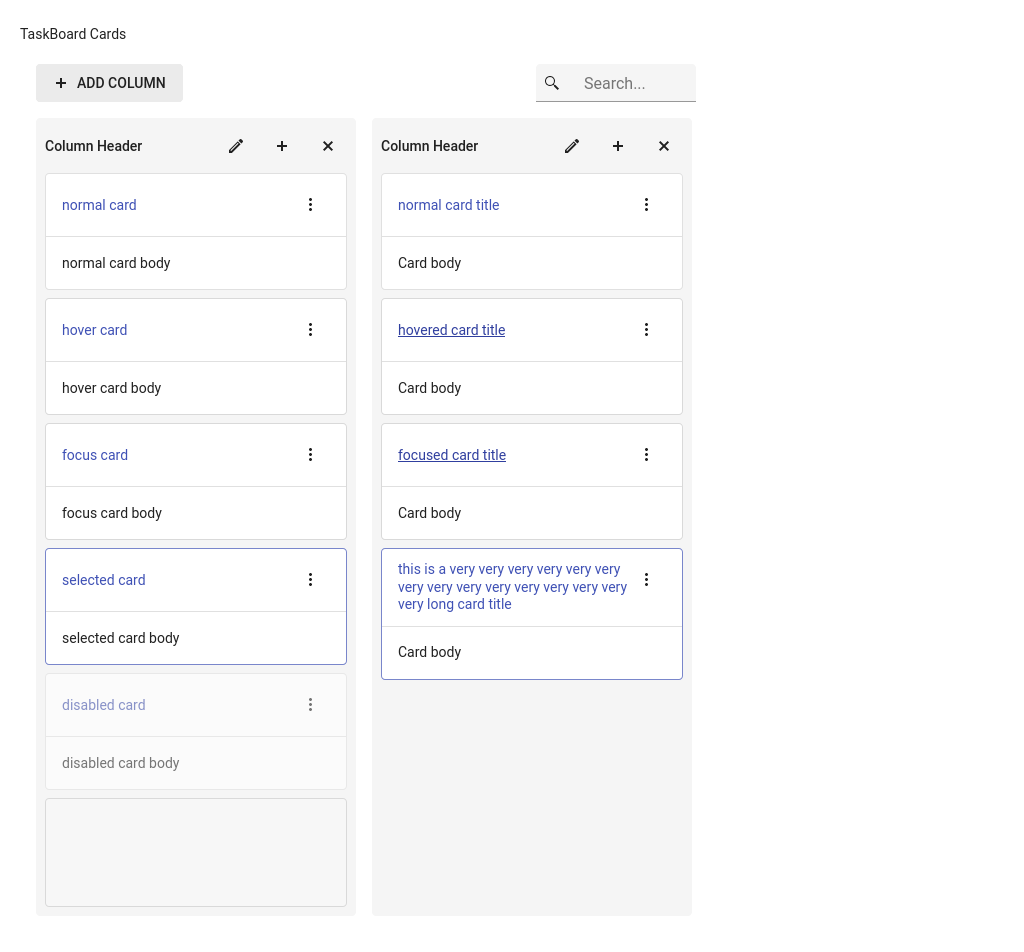 TaskBoard Cards
ADD COLUMN
Search...
Column Header
normal card
normal card body
hover card
hover card body
focus card
focus card body
selected card
selected card body
disabled card
disabled card body
Column Header
normal card title
Card body
hovered card title
Card body
focused card title
Card body
this is a very very very very very very
very very very very very very very very
very long card title
Card body